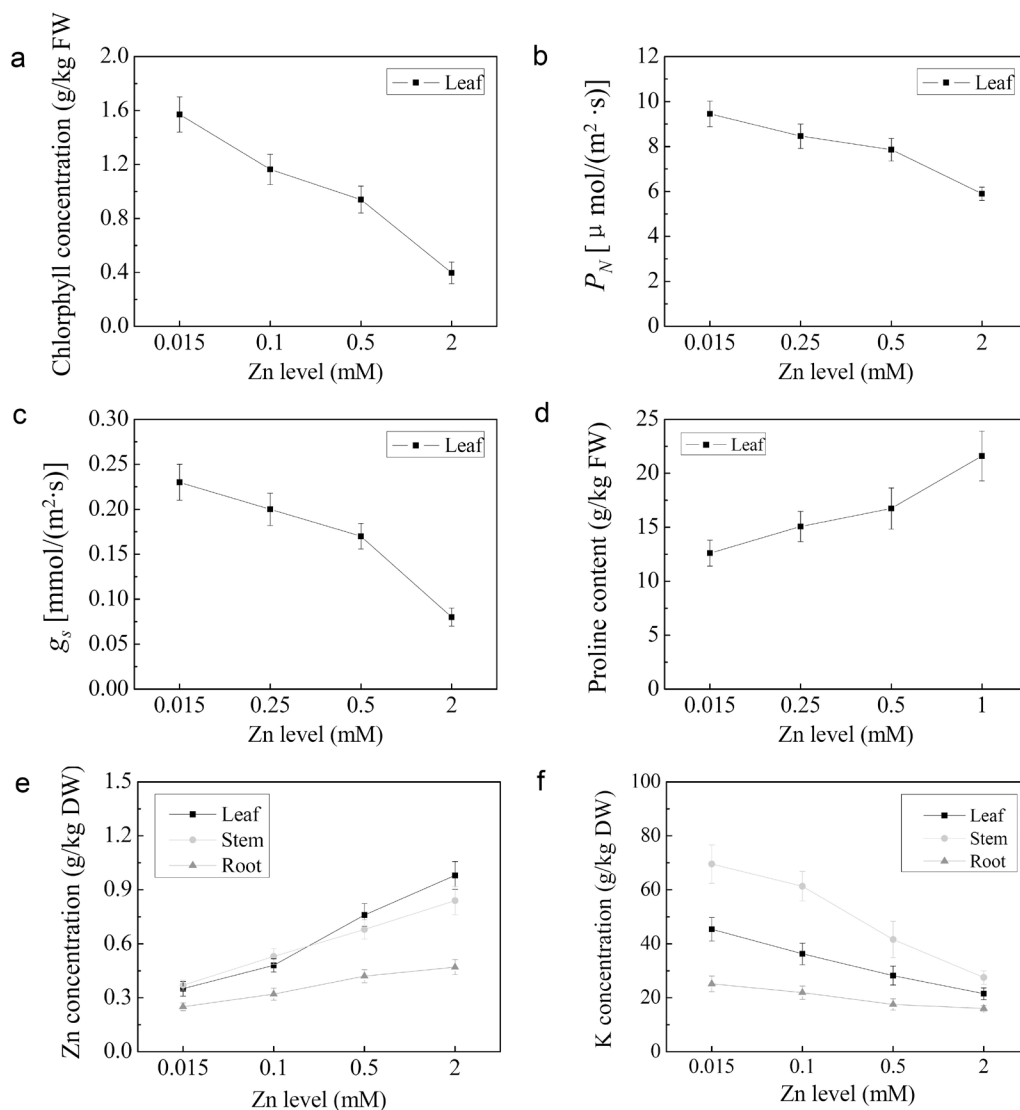 a
Chlorphyll concentration (g/kg FW
2.0
1.6
1.2
0.8
0.4
0.0
Leaf
0.015 0.1 0.5 2
Zn level (mM)
b
P_N [ μ mol/(m² ·s)]
12
10
8
6
4
2
0
Leaf
0.015 0.25 0.5 2
Zn level (mM)
c
g_s [mmol/(m²·s)]
0.30
0.25
0.20
0.15
0.10
0.05
0.00
Leaf
0.015 0.25 0.5 2
Zn level (mM)
d
Proline content (g/kg FW)
25
20
15
10
5
0
Leaf
0.015 0.25 0.5 1
Zn level (mM)
e
Zn concentration (g/kg DW)
1.5
1.2
0.9
0.6
0.3
0.0
Leaf
Stem
Root
0.015 0.1 0.5 2
Zn level (mM)
f
K concentration (g/kg DW)
100
80
60
40
20
0
Leaf
Stem
Root
0.015 0.1 0.5 2
Zn level (mM)